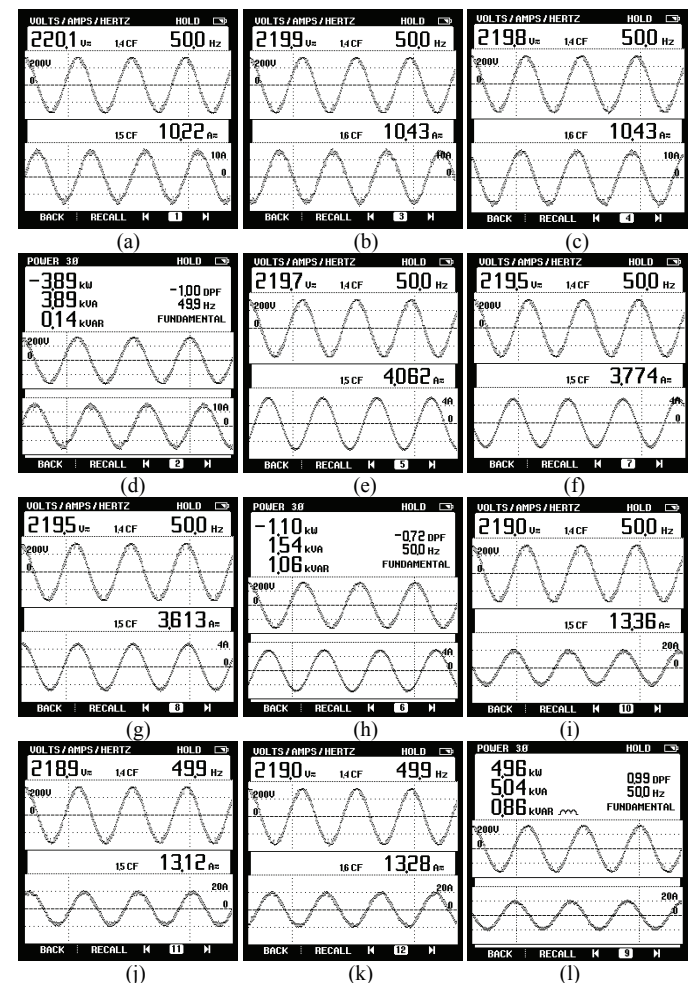 VOLTS/AMPS/HERTZ HOLD
220.1 V≂ 1.4 CF 50.0 Hz
200V
0
1.5 CF 10.22 A≂
10A
0
BACK RECALL 1
(a)
VOLTS/AMPS/HERTZ HOLD
219.9 V≂ 1.4 CF 50.0 Hz
200V
0
1.6 CF 10.43 A≂
10A
0
BACK RECALL 3
(b)
VOLTS/AMPS/HERTZ HOLD
219.8 V≂ 1.4 CF 50.0 Hz
200V
0
1.6 CF 10.43 A≂
10A
0
BACK RECALL 4
(c)
POWER 3Ø HOLD
-3.89 kW
3.89 kVA
0.14 kVAR
-1.00 DPF
49.9 Hz
FUNDAMENTAL
200V
0
10A
0
BACK RECALL 2
(d)
VOLTS/AMPS/HERTZ HOLD
219.7 V≂ 1.4 CF 50.0 Hz
200V
0
1.5 CF 4.062 A≂
4A
0
BACK RECALL 5
(e)
VOLTS/AMPS/HERTZ HOLD
219.5 V≂ 1.4 CF 50.0 Hz
200V
0
1.5 CF 3.774 A≂
4A
0
BACK RECALL 7
(f)
VOLTS/AMPS/HERTZ HOLD
219.5 V≂ 1.4 CF 50.0 Hz
200V
0
1.5 CF 3.613 A≂
4A
0
BACK RECALL 8
(g)
POWER 3Ø HOLD
-1.10 kW
1.54 kVA
1.06 kVAR
-0.72 DPF
50.0 Hz
FUNDAMENTAL
200V
0
4A
0
BACK RECALL 6
(h)
VOLTS/AMPS/HERTZ HOLD
219.0 V≂ 1.4 CF 50.0 Hz
200V
0
1.5 CF 13.36 A≂
20A
0
BACK RECALL 10
(i)
VOLTS/AMPS/HERTZ HOLD
218.9 V≂ 1.4 CF 49.9 Hz
200V
0
1.5 CF 13.12 A≂
20A
0
BACK RECALL 11
(j)
VOLTS/AMPS/HERTZ HOLD
219.0 V≂ 1.4 CF 49.9 Hz
200V
0
1.6 CF 13.28 A≂
20A
0
BACK RECALL 12
(k)
POWER 3Ø HOLD
4.96 kW
5.04 kVA
0.86 kVAR
0.99 DPF
50.0 Hz
FUNDAMENTAL
200V
0
20A
0
BACK RECALL 9
(l)